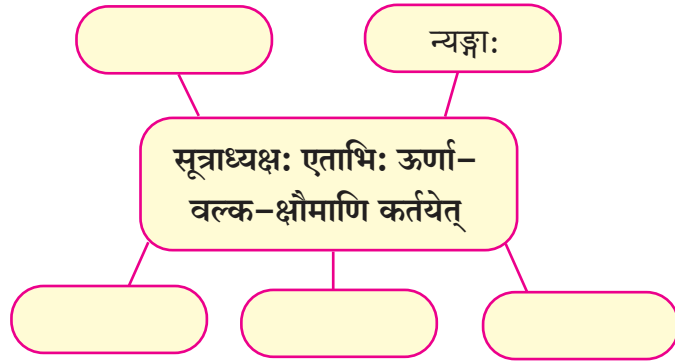 न्यङ्गाः
सूत्राध्यक्षः एताभिः ऊर्णा–
वल्क–क्षौमाणि कर्तयेत्